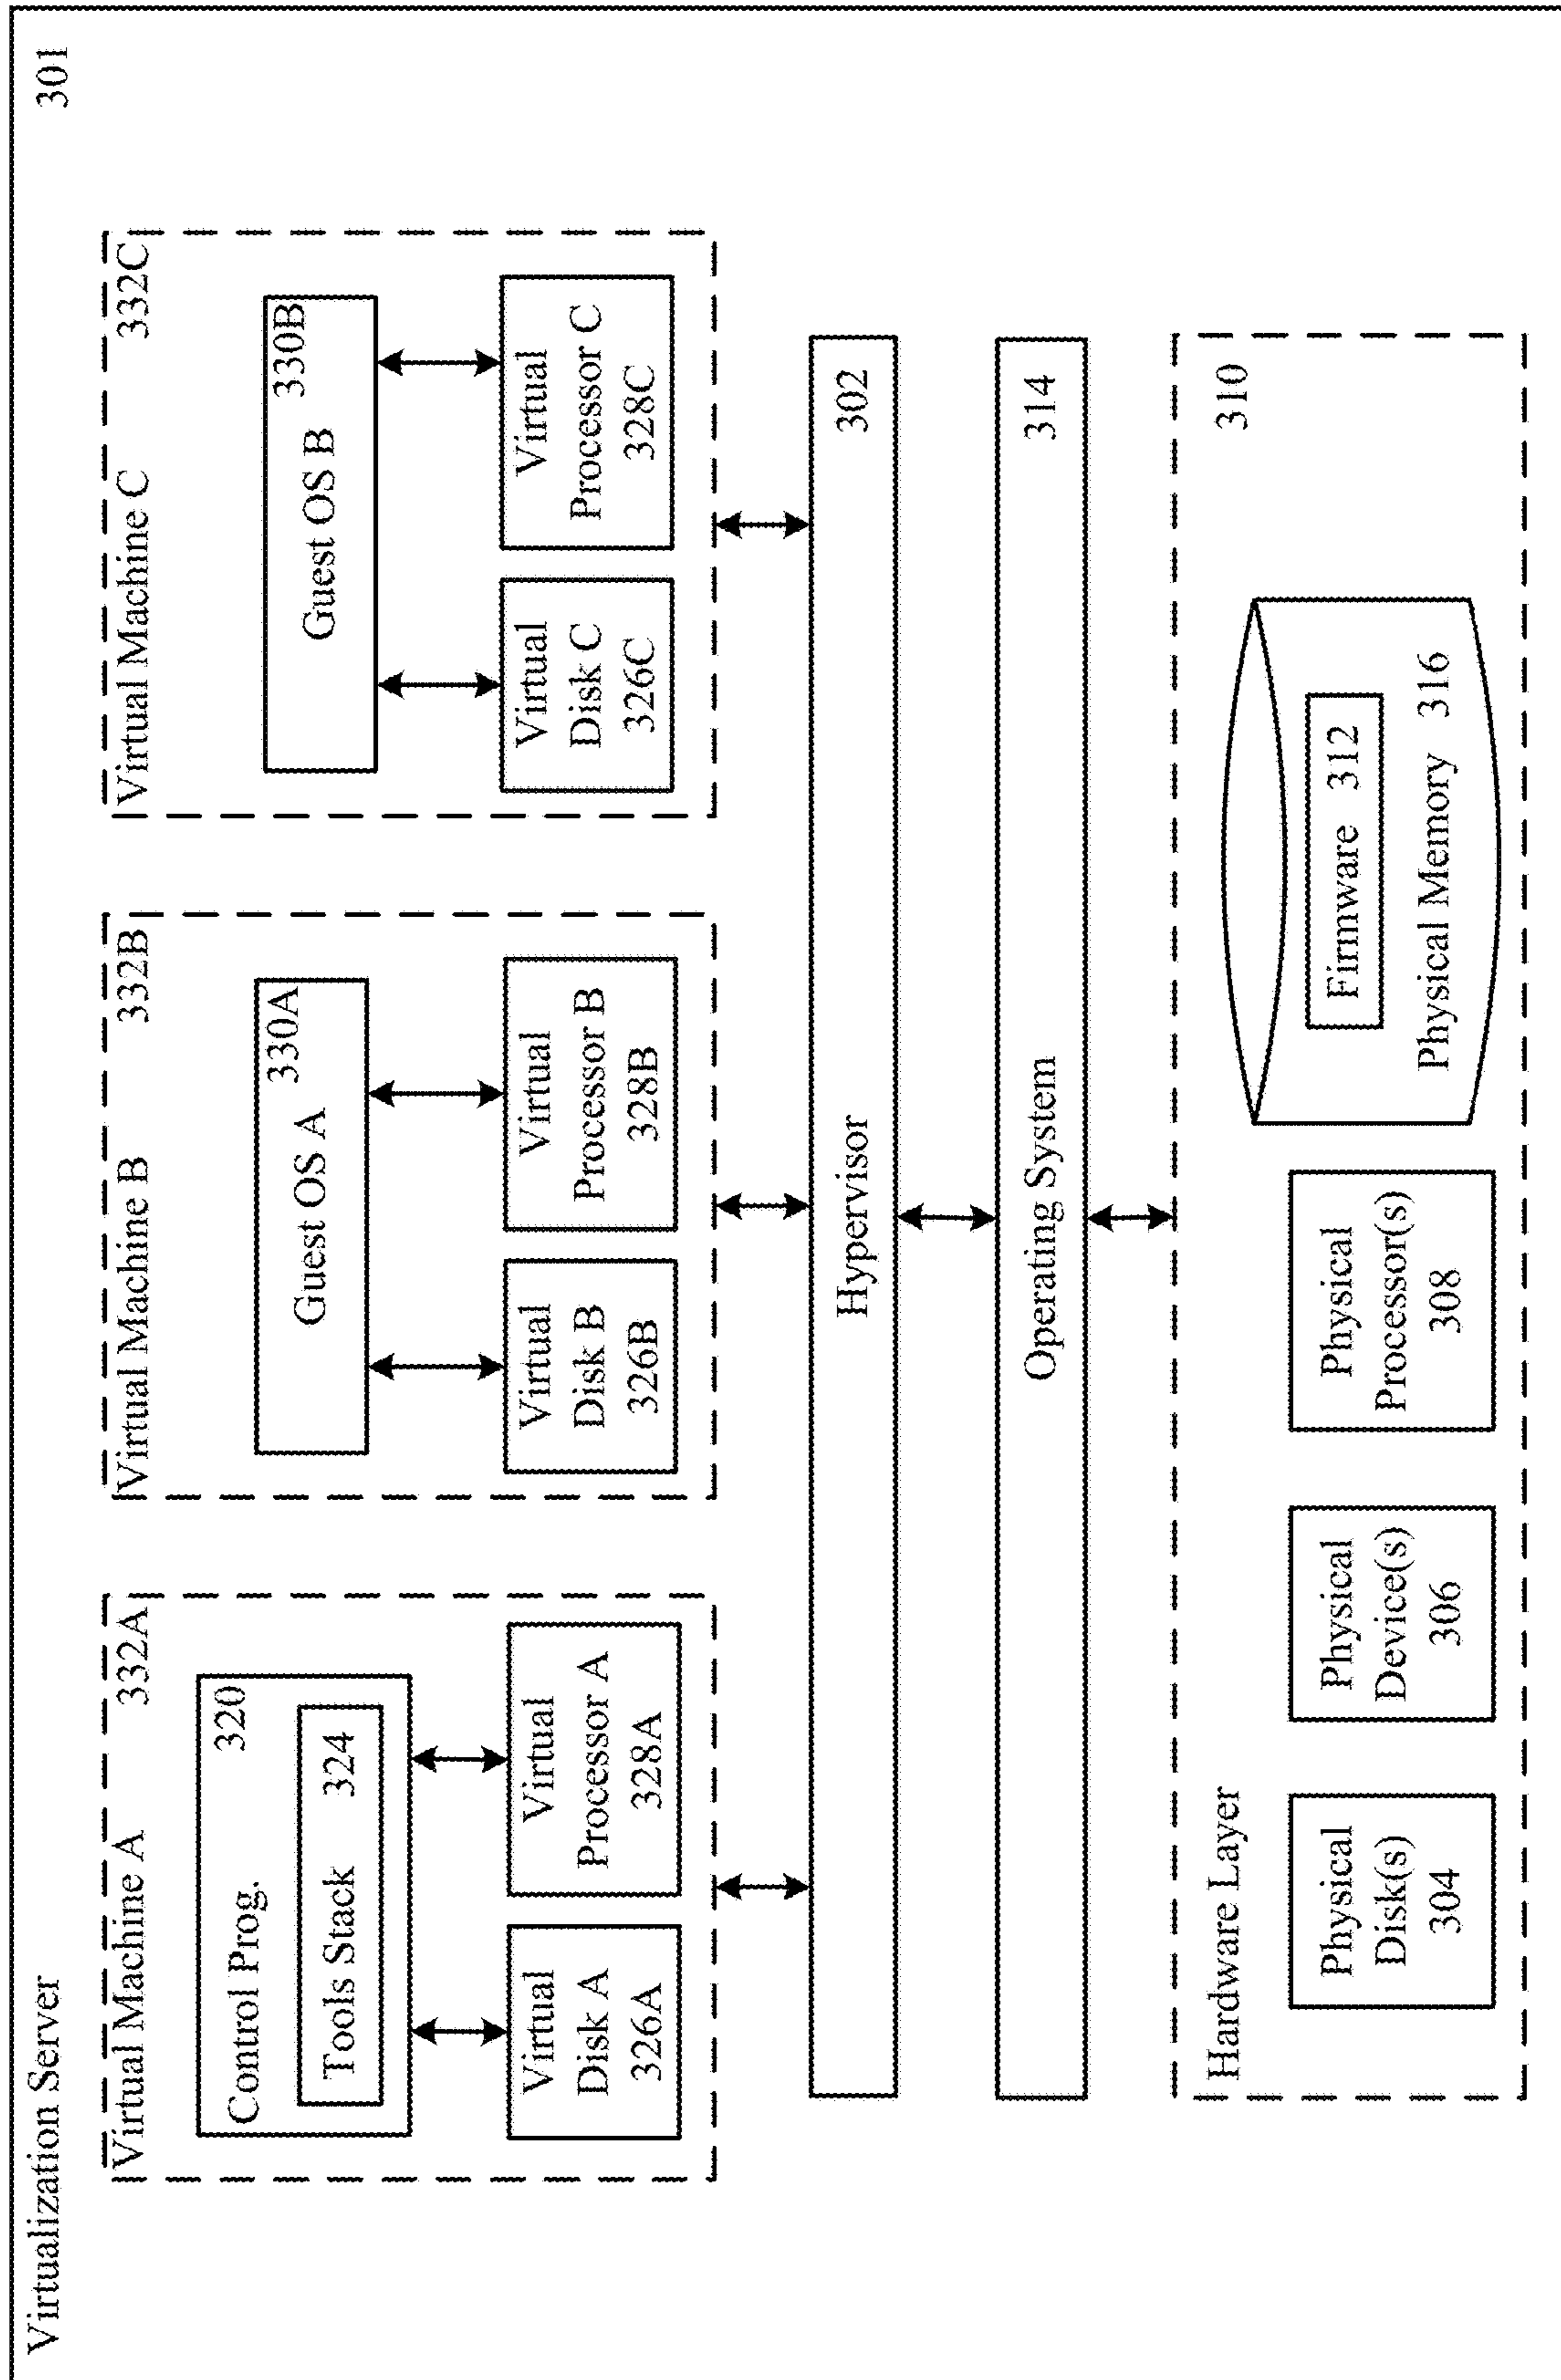 Virtualization Server
301
Virtual Machine A
332A
Control Prog.
320
Tools Stack 324
Virtual
Disk A
326A
Virtual
Processor A
328A
Virtual Machine B
332B
330A
Guest OS A
Virtual
Disk B
326B
Virtual
Processor B
328B
Virtual Machine C
332C
330B
Guest OS B
Virtual
Disk C
326C
Virtual
Processor C
328C
Hypervisor
302
Operating System
314
Hardware Layer
310
Physical
Disk(s)
304
Physical
Device(s)
306
Physical
Processor(s)
308
Firmware 312
Physical Memory 316